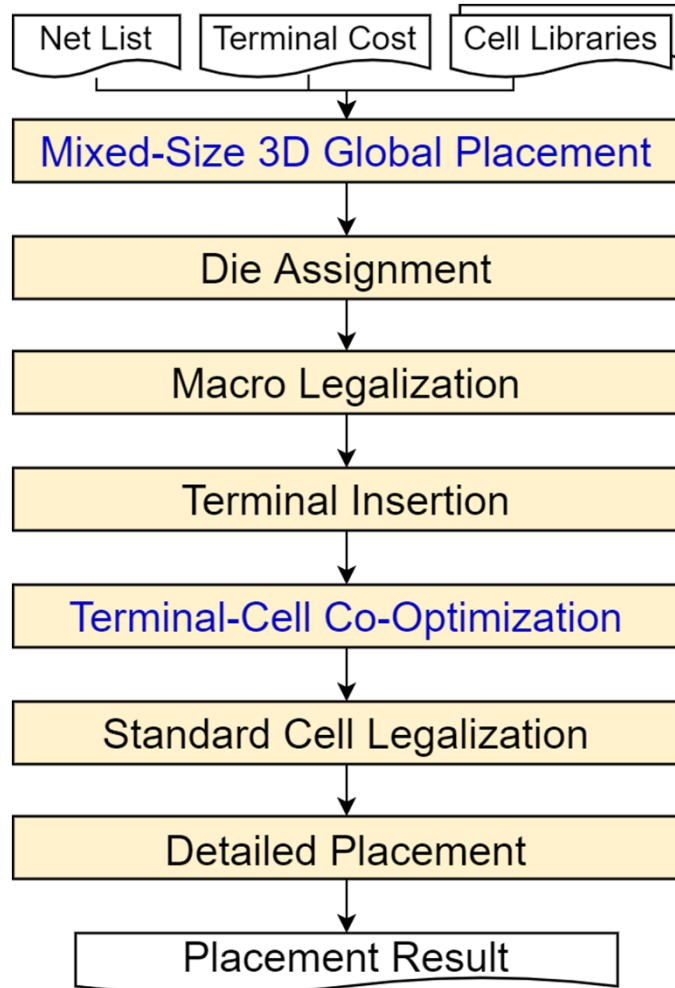 Net List
Terminal Cost
Cell Libraries
Mixed-Size 3D Global Placement
Die Assignment
Macro Legalization
Terminal Insertion
Terminal-Cell Co-Optimization
Standard Cell Legalization
Detailed Placement
Placement Result